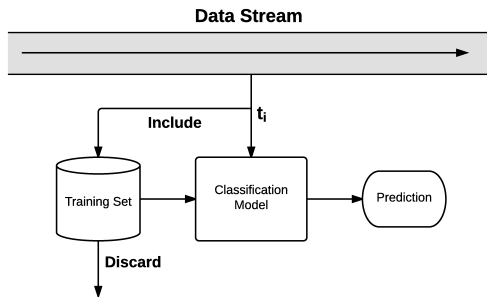 Data Stream
Include
tᵢ
Training Set
Classification
Model
Prediction
Discard